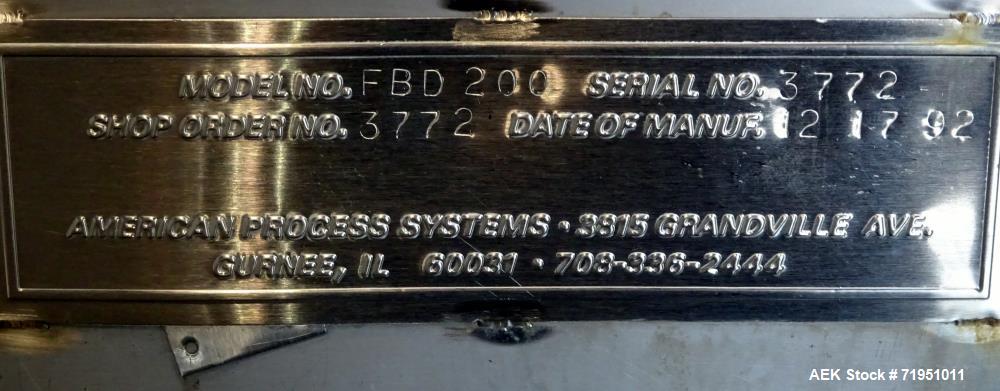 MODEL NO. FBD 200 SERIAL NO. 3772
SHOP ORDER NO. 3772 DATE OF MANUF. 12 17 92
AMERICAN PROCESS SYSTEMS • 3815 GRANDVILLE AVE.
GURNEE, IL 60031 • 708-336-2444
AEK Stock # 71951011